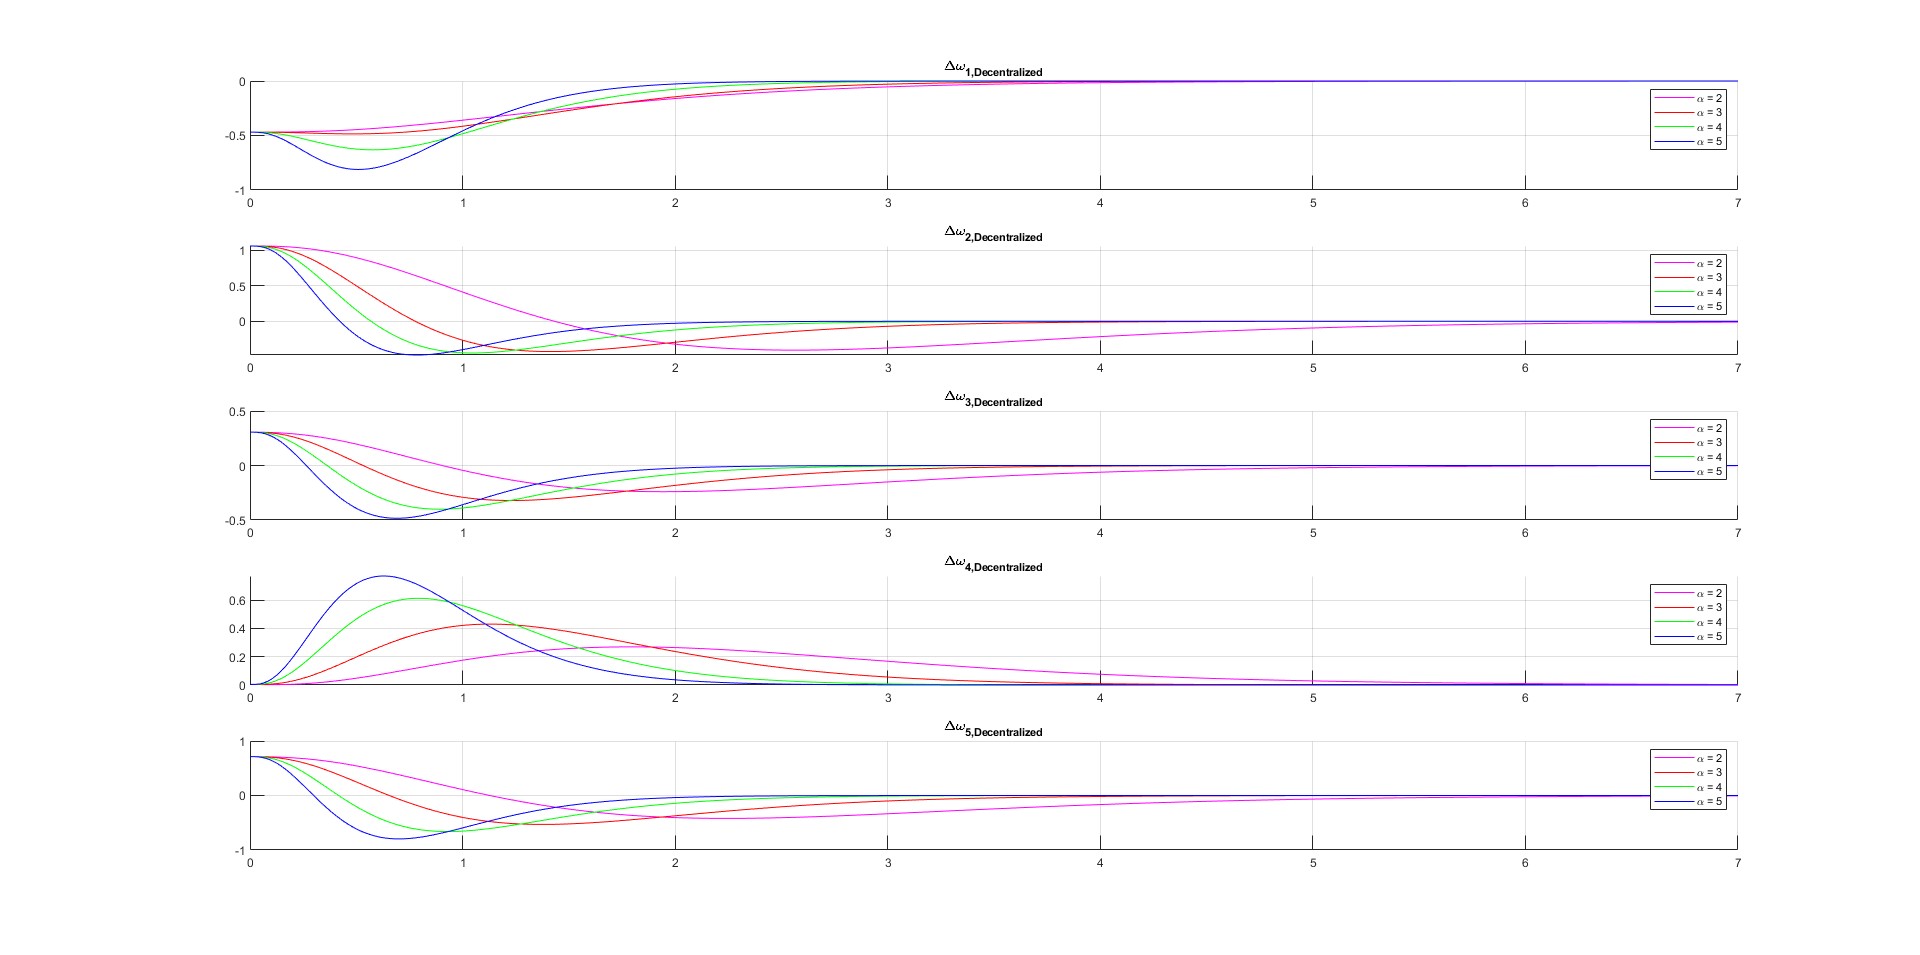 Δω1,Decentralized
0
-0.5
-1
0 1 2 3 4 5 6 7
α = 2
α = 3
α = 4
α = 5
Δω2,Decentralized
1
0.5
0
0 1 2 3 4 5 6 7
α = 2
α = 3
α = 4
α = 5
Δω3,Decentralized
0.5
0
-0.5
0 1 2 3 4 5 6 7
α = 2
α = 3
α = 4
α = 5
Δω4,Decentralized
0.6
0.4
0.2
0
0 1 2 3 4 5 6 7
α = 2
α = 3
α = 4
α = 5
Δω5,Decentralized
1
0
-1
0 1 2 3 4 5 6 7
α = 2
α = 3
α = 4
α = 5